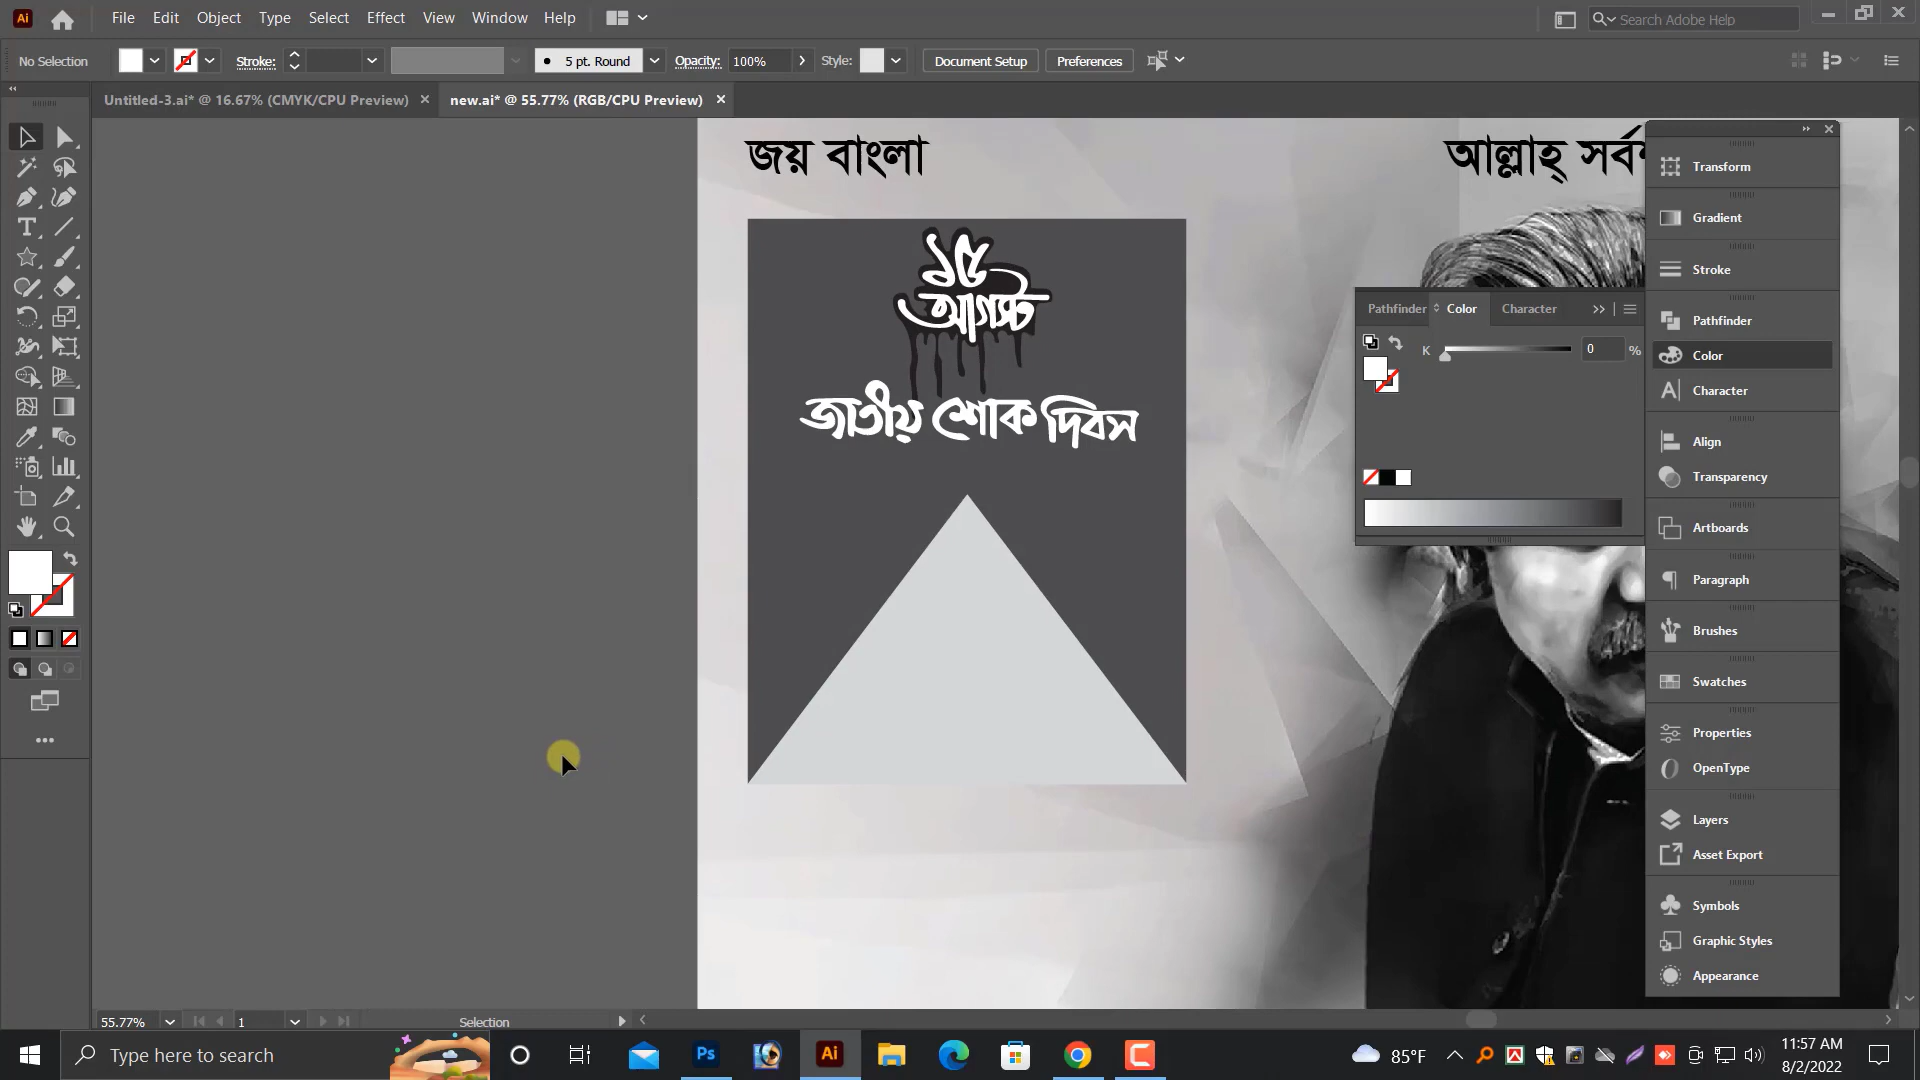 File Edit Object Type Select Effect View Window Help
Search Adobe Help
No Selection Stroke: 5 pt. Round Opacity: 100% Style: Document Setup Preferences
Untitled-3.ai* @ 16.67% (CMYK/CPU Preview) new.ai* @ 55.77% (RGB/CPU Preview)
জয় বাংলা
আল্লাহ্
১৫
আগস্ট
জাতীয় শোক দিবস
Pathfinder Color Character
K 0 %
Transform
Gradient
Stroke
Pathfinder
Color
Character
Align
Transparency
Artboards
Paragraph
Brushes
Swatches
Properties
OpenType
Layers
Asset Export
Symbols
Graphic Styles
Appearance
55.77% 1 Selection
Type here to search
85°F
11:57 AM
8/2/2022